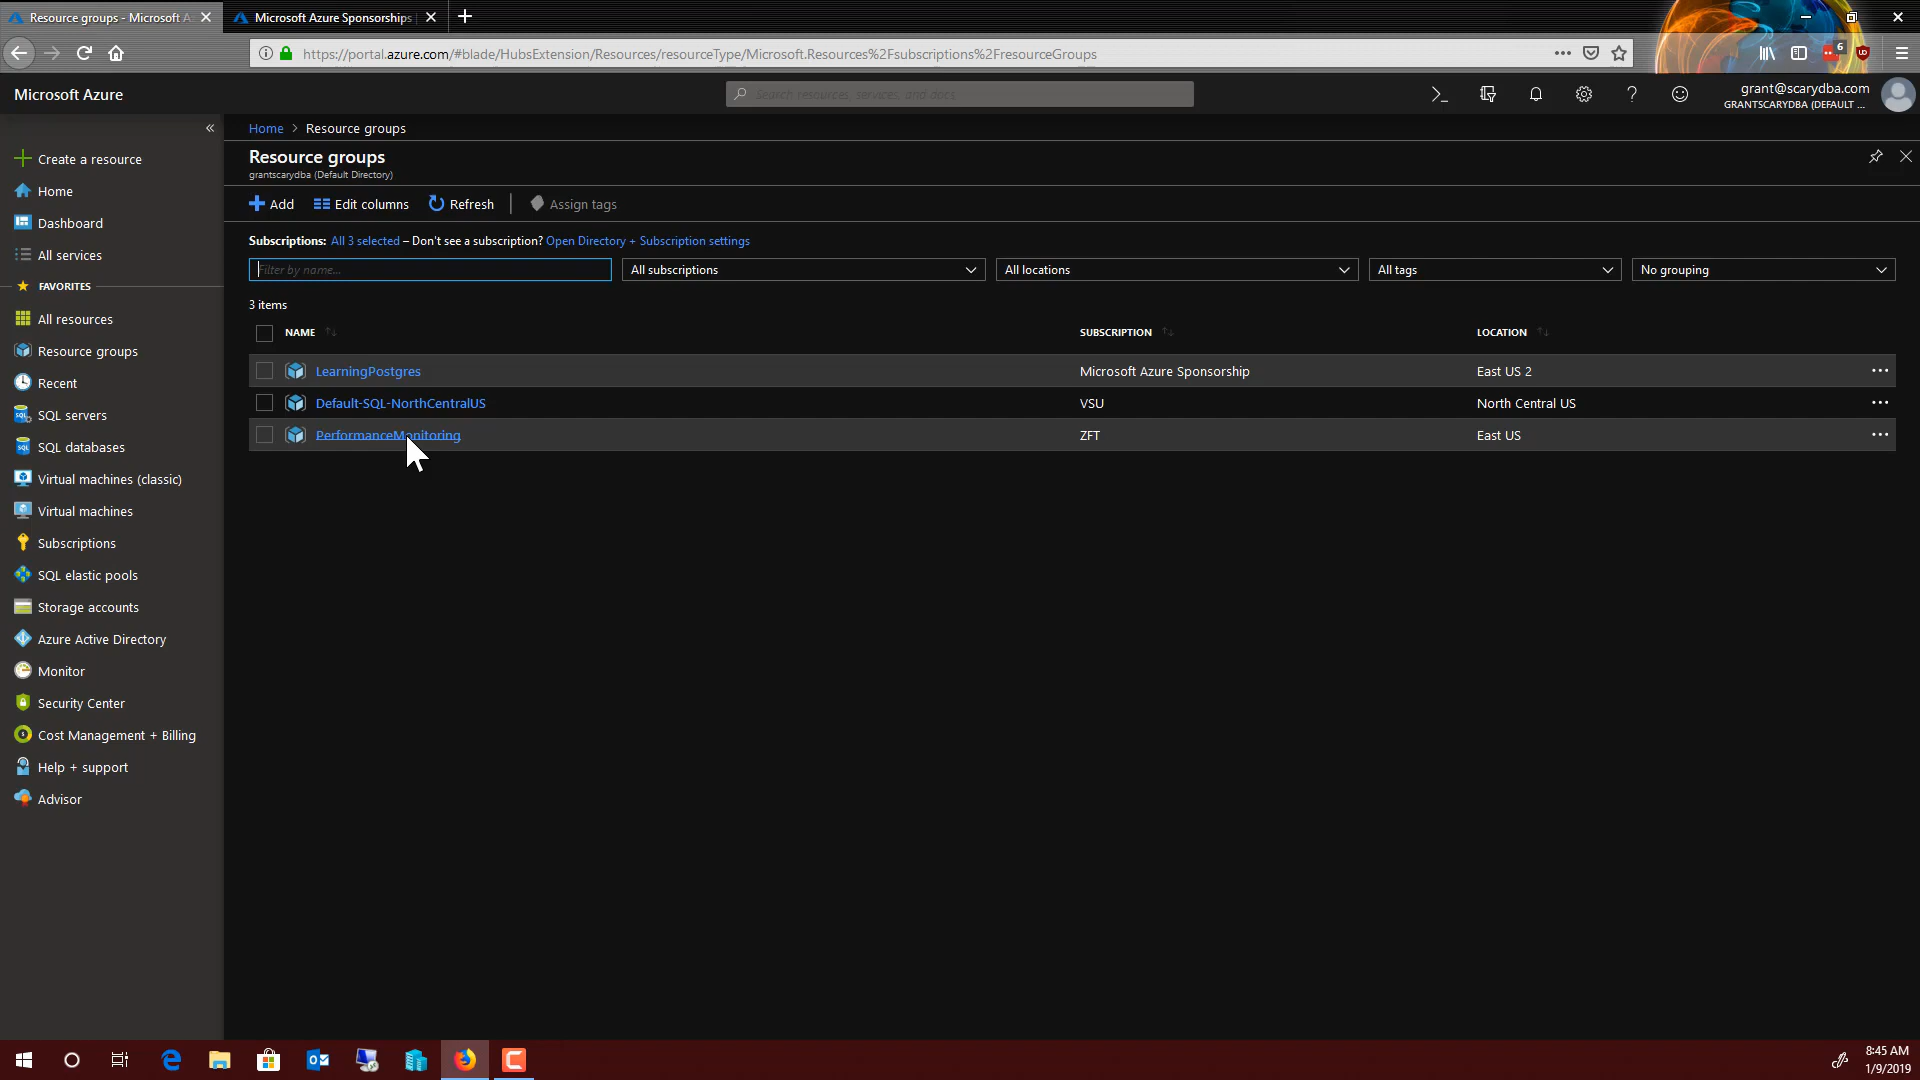 Resource groups - Microsoft A
Microsoft Azure Sponsorships
https://portal.azure.com/#blade/HubsExtension/Resources/resourceType/Microsoft.Resources%2Fsubscriptions%2FresourceGroups
6
Microsoft Azure
Search resources, services, and docs
grant@scarydba.com
GRANTSCARYDBA (DEFAULT ...
Home > Resource groups
Resource groups
grantscarydba (Default Directory)
Add
Edit columns
Refresh
Assign tags
Subscriptions: All 3 selected – Don't see a subscription? Open Directory + Subscription settings
Filter by name...
All subscriptions
All locations
All tags
No grouping
3 items
NAME
SUBSCRIPTION
LOCATION
LearningPostgres
Microsoft Azure Sponsorship
East US 2
Default-SQL-NorthCentralUS
VSU
North Central US
PerformanceMonitoring
ZFT
East US
Create a resource
Home
Dashboard
All services
FAVORITES
All resources
Resource groups
Recent
SQL servers
SQL databases
Virtual machines (classic)
Virtual machines
Subscriptions
SQL elastic pools
Storage accounts
Azure Active Directory
Monitor
Security Center
Cost Management + Billing
Help + support
Advisor
8:45 AM
1/9/2019